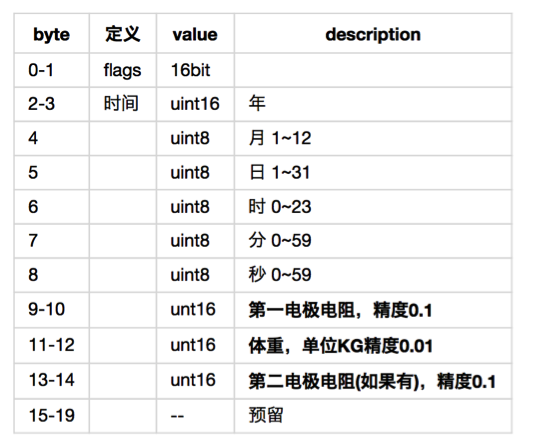 byte 定义 value description
0-1 flags 16bit
2-3 时间 uint16 年
4 uint8 月 1~12
5 uint8 日 1~31
6 uint8 时 0~23
7 uint8 分 0~59
8 uint8 秒 0~59
9-10 unt16 第一电极电阻，精度0.1
11-12 unt16 体重，单位KG精度0.01
13-14 unt16 第二电极电阻(如果有)，精度0.1
15-19 -- 预留